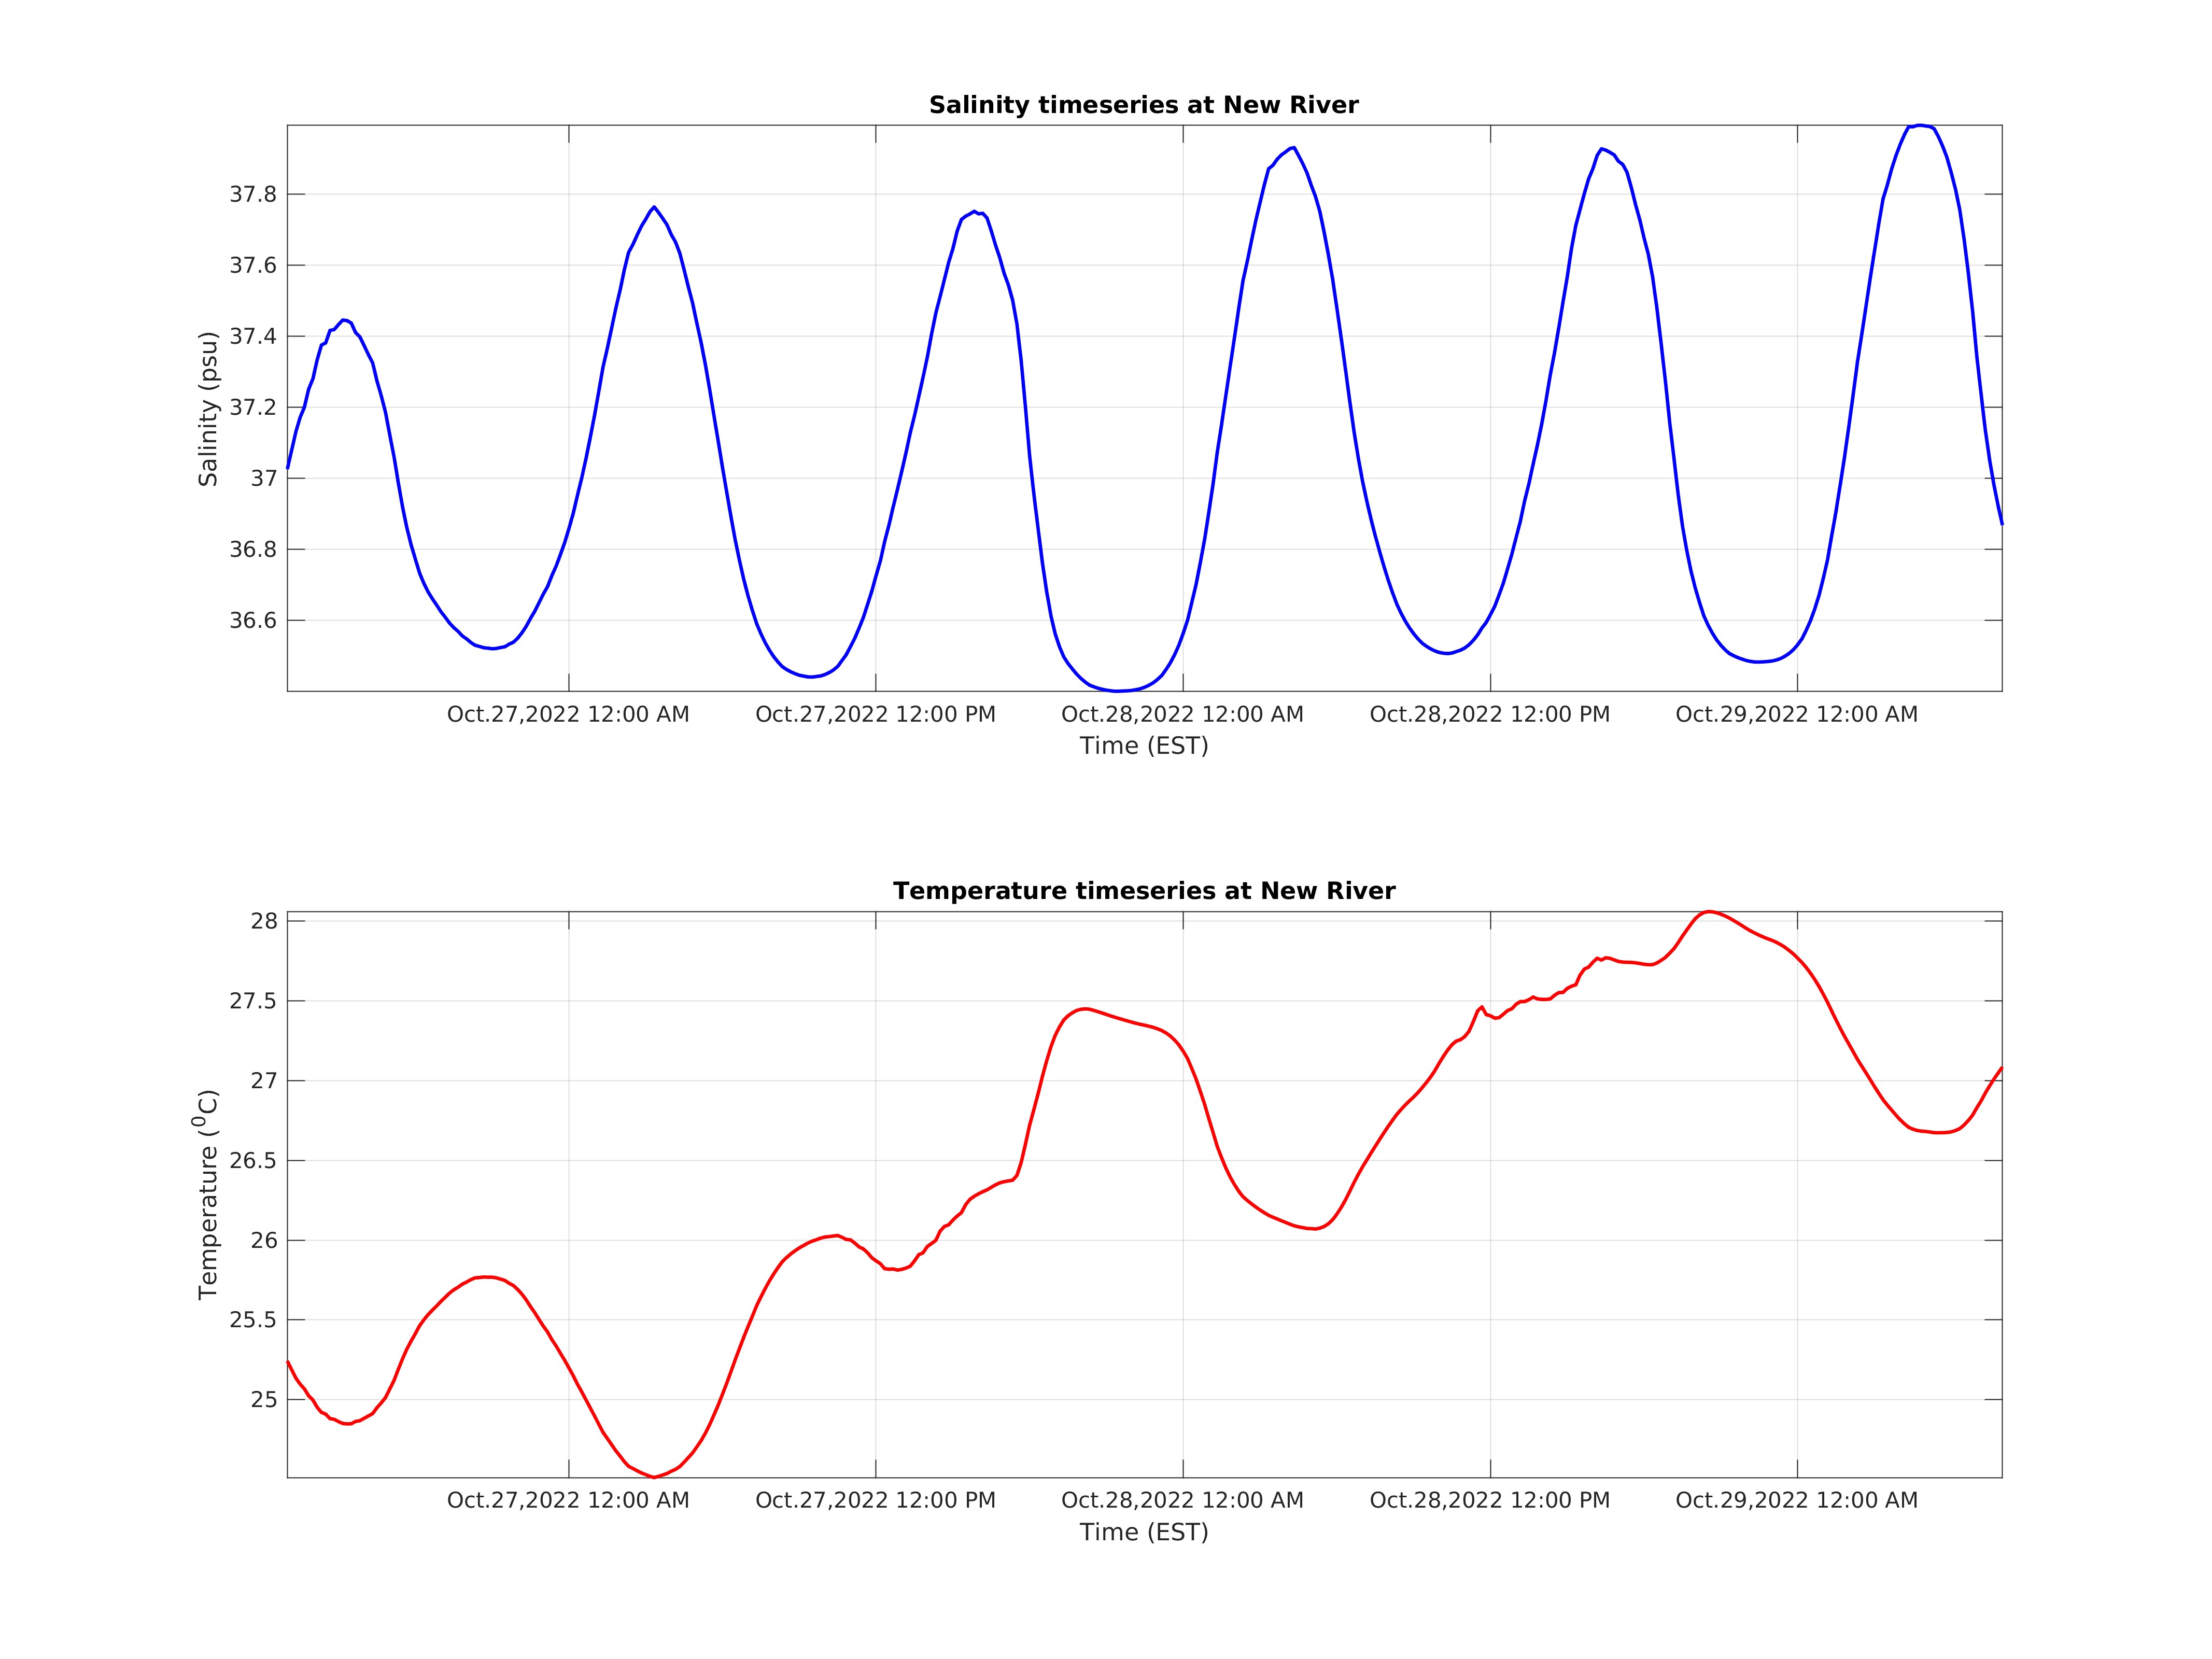 Salinity timeseries at New River
Salinity (psu)
37.8
37.6
37.4
37.2
37
36.8
36.6
Oct.27,2022 12:00 AM Oct.27,2022 12:00 PM Oct.28,2022 12:00 AM Oct.28,2022 12:00 PM Oct.29,2022 12:00 AM
Time (EST)
Temperature timeseries at New River
Temperature (⁰C)
28
27.5
27
26.5
26
25.5
25
Oct.27,2022 12:00 AM Oct.27,2022 12:00 PM Oct.28,2022 12:00 AM Oct.28,2022 12:00 PM Oct.29,2022 12:00 AM
Time (EST)